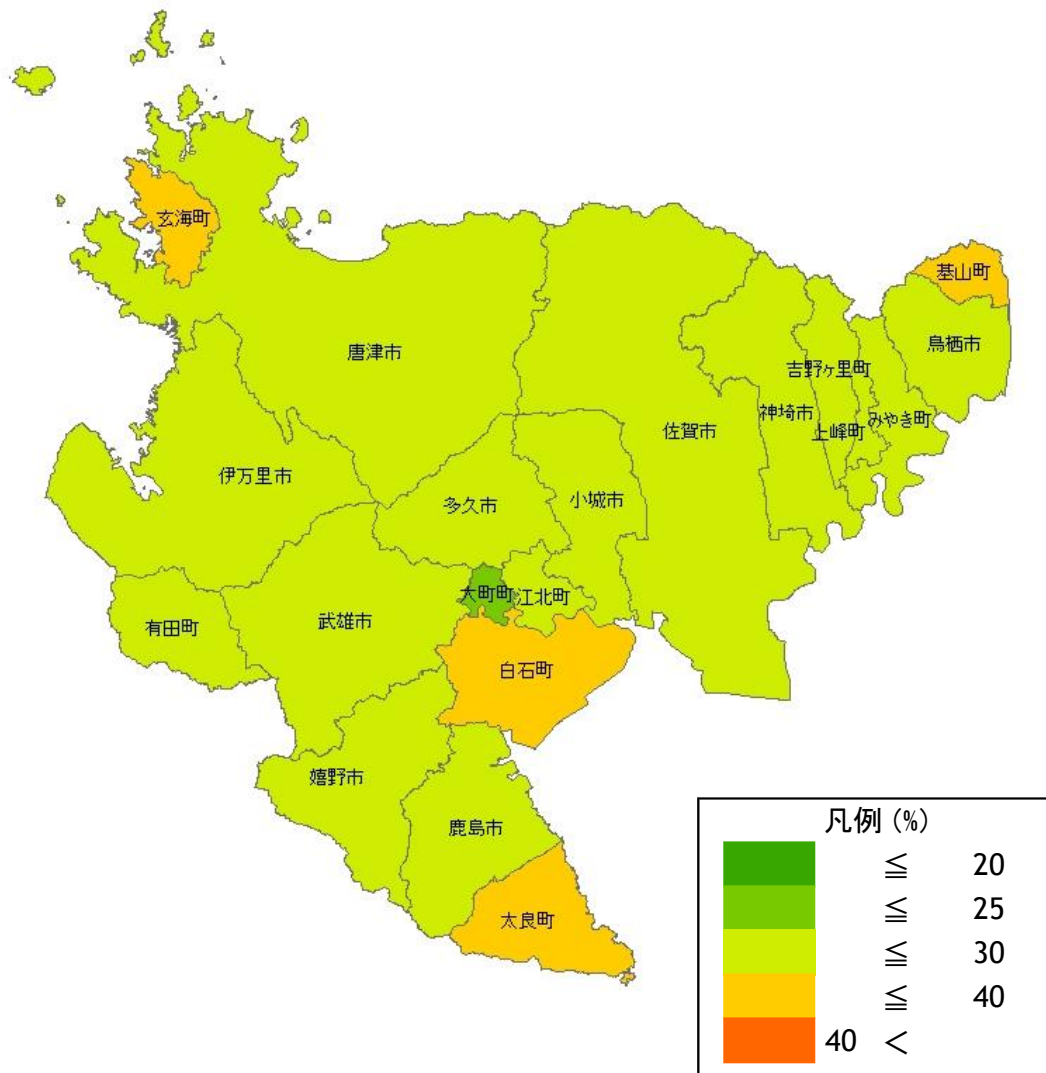 玄海町
基山町
唐津市
鳥栖市
吉野ヶ里町
神埼市
みやき町
佐賀市
上峰町
伊万里市
多久市
小城市
大町町
江北町
有田町
武雄市
白石町
嬉野市
鹿島市
太良町
凡例 (%)
≦ 20
≦ 25
≦ 30
≦ 40
40 <